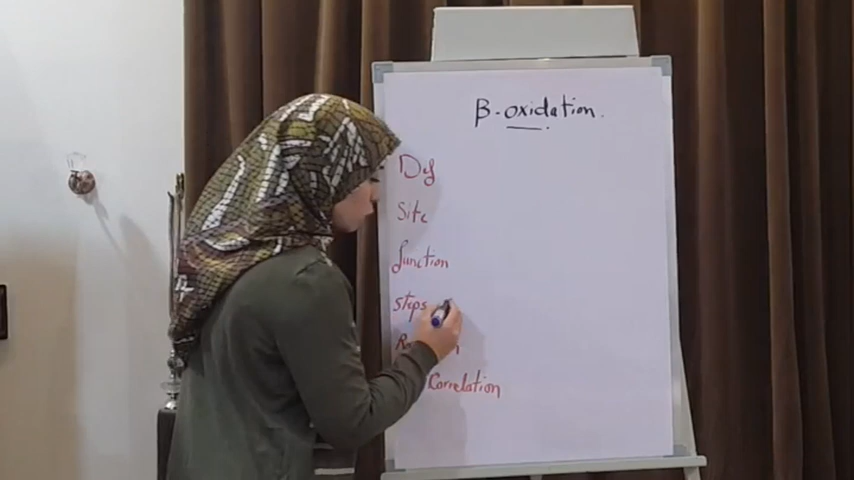 β-oxidation.
Def
Site
function
steps
Correlation